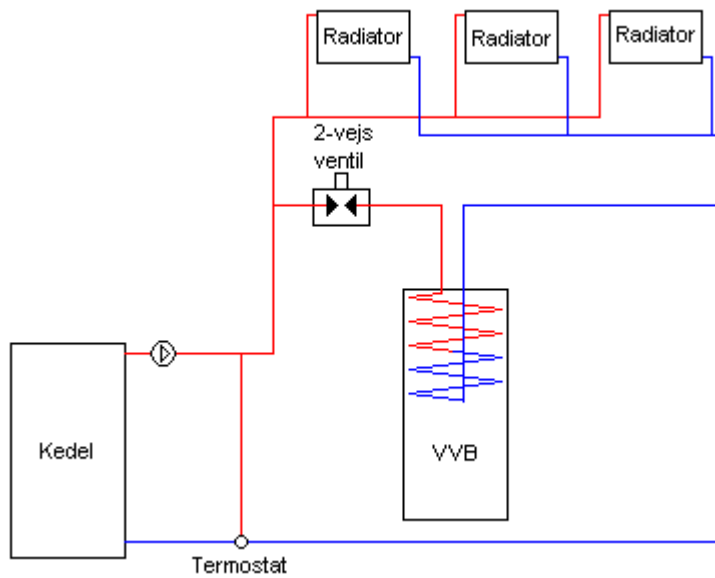 Radiator
Radiator
Radiator
2-vejs
ventil
Kedel
VVB
Termostat